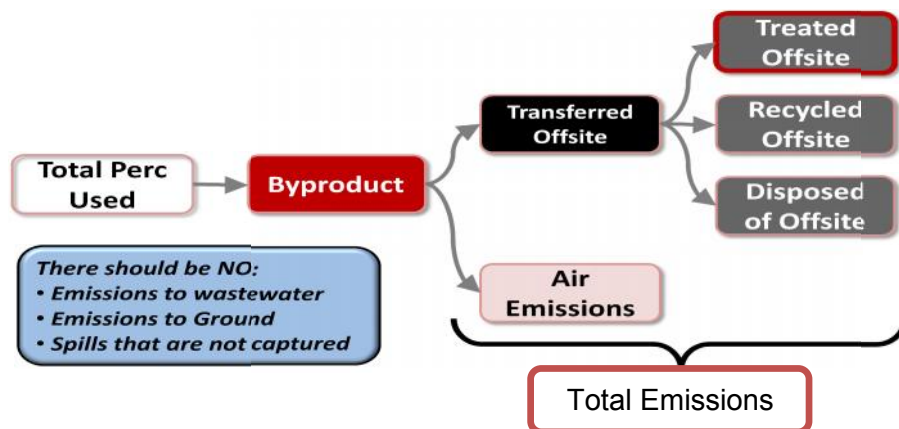 Total Perc
Used
Byproduct
Transferred
Offsite
Treated
Offsite
Recycled
Offsite
Disposed
of Offsite
Air
Emissions
There should be NO:
• Emissions to wastewater
• Emissions to Ground
• Spills that are not captured
Total Emissions